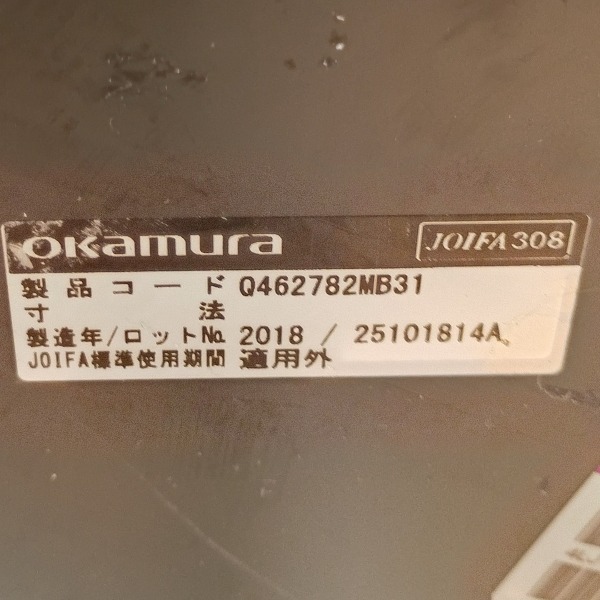 okamura
JOIFA308
製品コード Q462782MB31
寸法
製造年/ロット№ 2018 / 25101814A
JOIFA標準使用期間 適用外